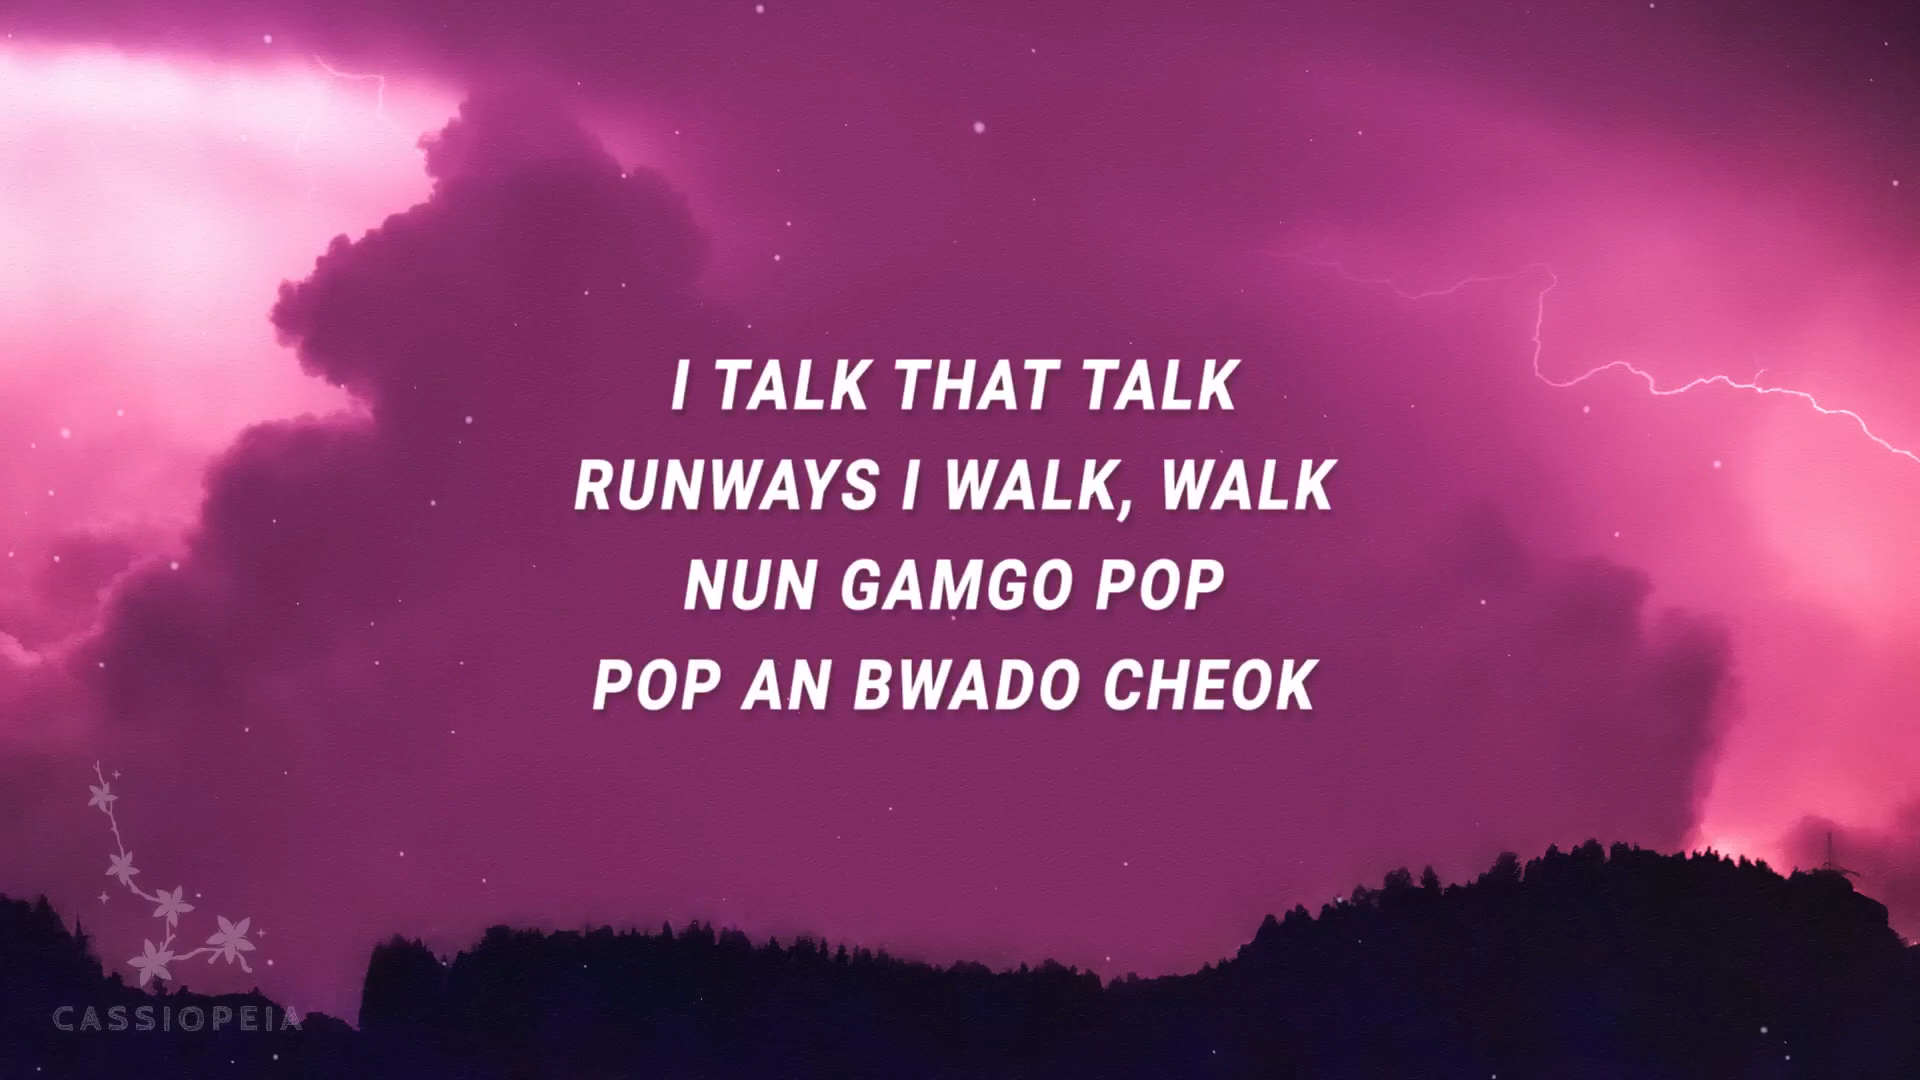 I TALK THAT TALK
RUNWAYS I WALK, WALK
NUN GAMGO POP
POP AN BWADO CHEOK
CASSIOPEIA